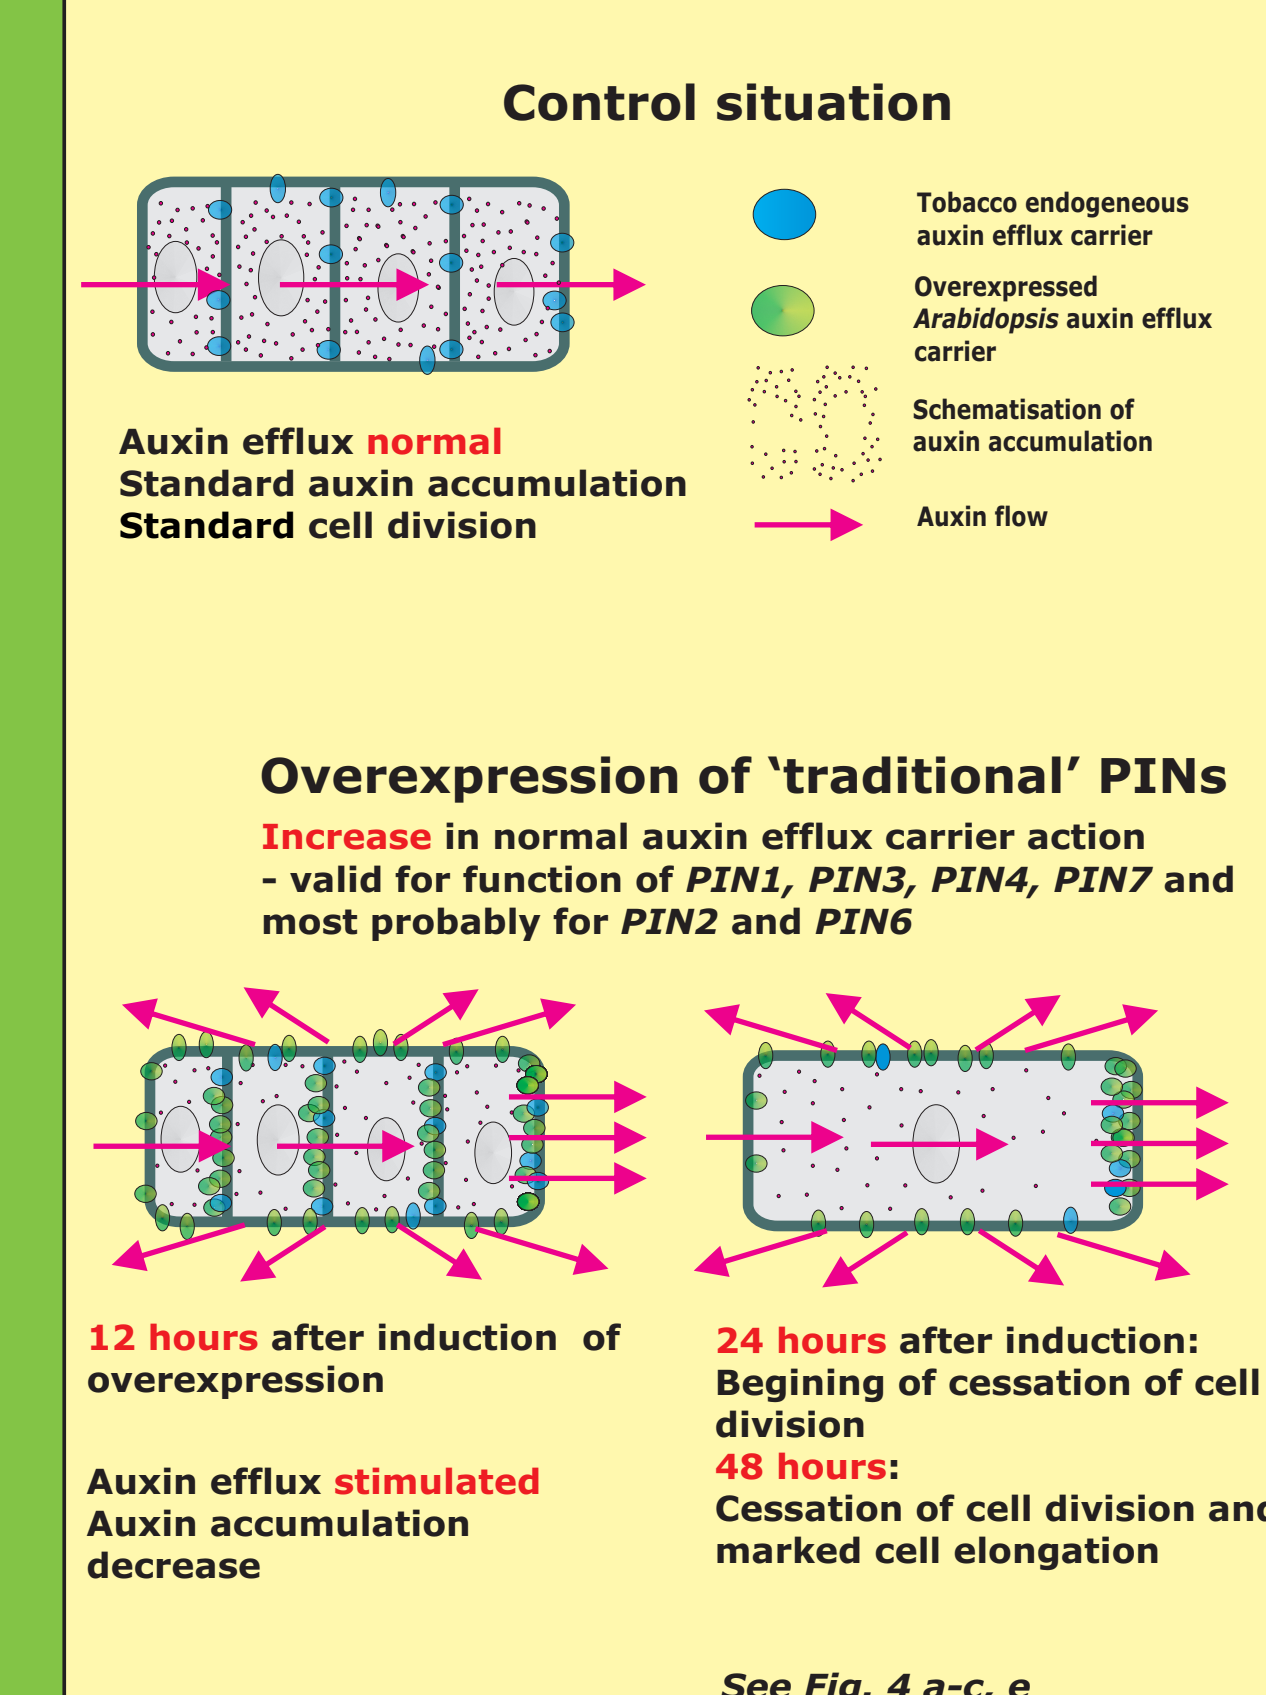 Control situation
Tobacco endogeneous
auxin efflux carrier
Overexpressed
Arabidopsis auxin efflux
carrier
Schematisation of
auxin accumulation
Auxin flow
Auxin efflux normal
Standard auxin accumulation
Standard cell division
Overexpression of ‘traditional’ PINs
Increase in normal auxin efflux carrier action
– valid for function of PIN1, PIN3, PIN4, PIN7 and
most probably for PIN2 and PIN6
12 hours after induction of
overexpression
Auxin efflux stimulated
Auxin accumulation
decrease
24 hours after induction:
Begining of cessation of cell
division
48 hours:
Cessation of cell division and
marked cell elongation
See Fig. 4 a-c, e